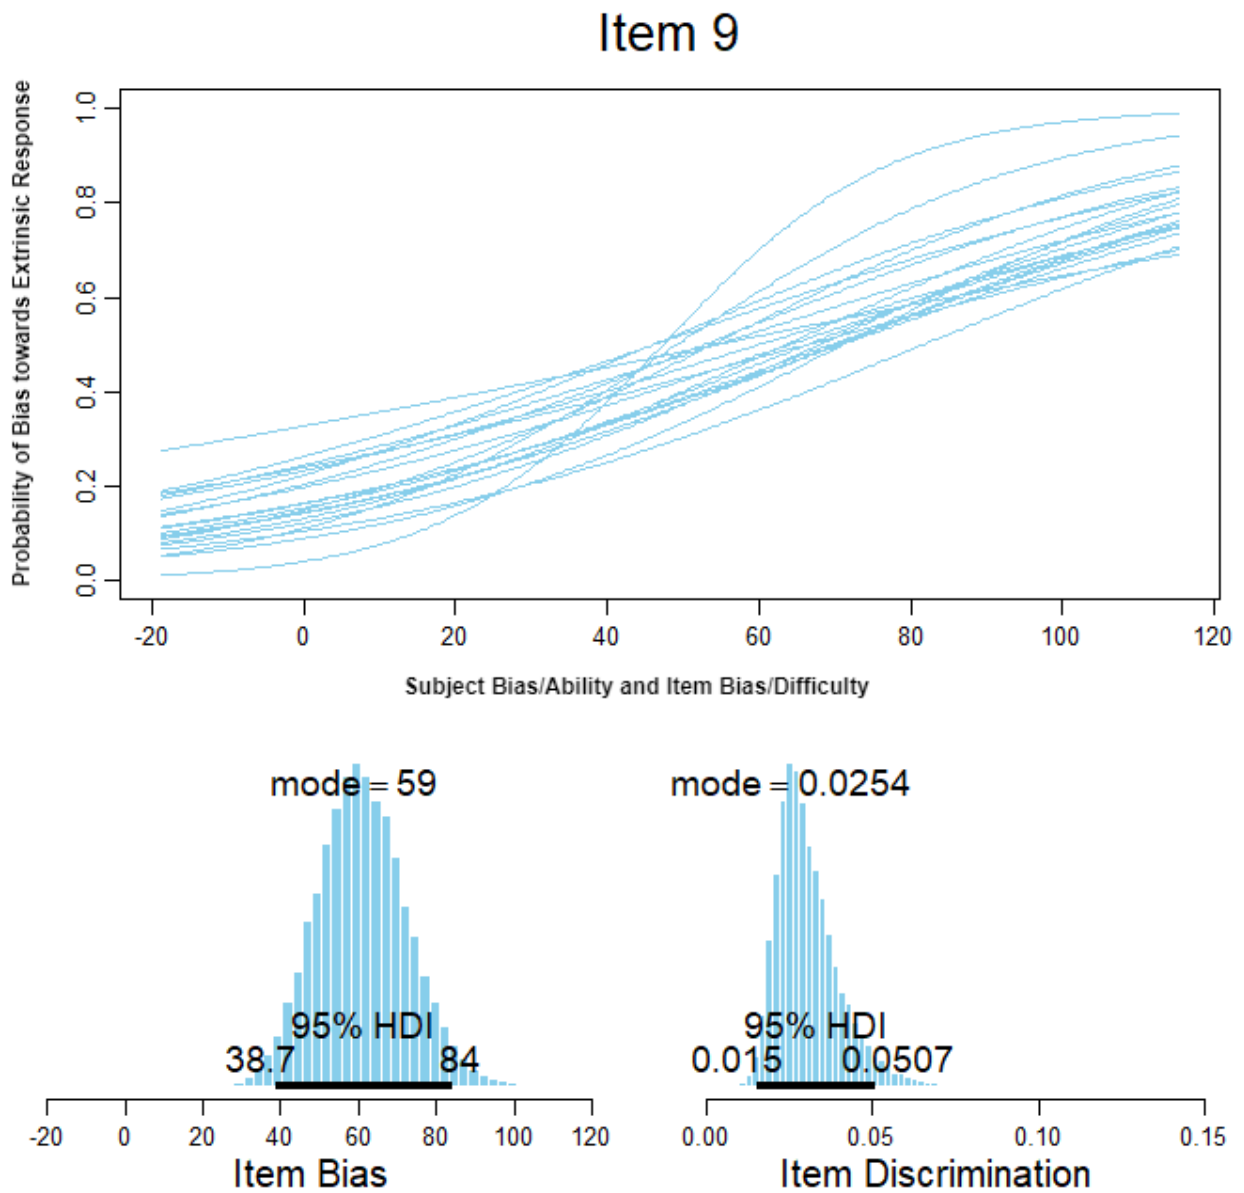 Item 9
Probability of Bias towards Extrinsic Response
1.0
0.8
0.6
0.4
0.2
0.0
-20 0 20 40 60 80 100 120
Subject Bias/Ability and Item Bias/Difficulty
mode = 59
95% HDI
38.7 84
-20 0 20 40 60 80 100 120
Item Bias
mode = 0.0254
95% HDI
0.015 0.0507
0.00 0.05 0.10 0.15
Item Discrimination